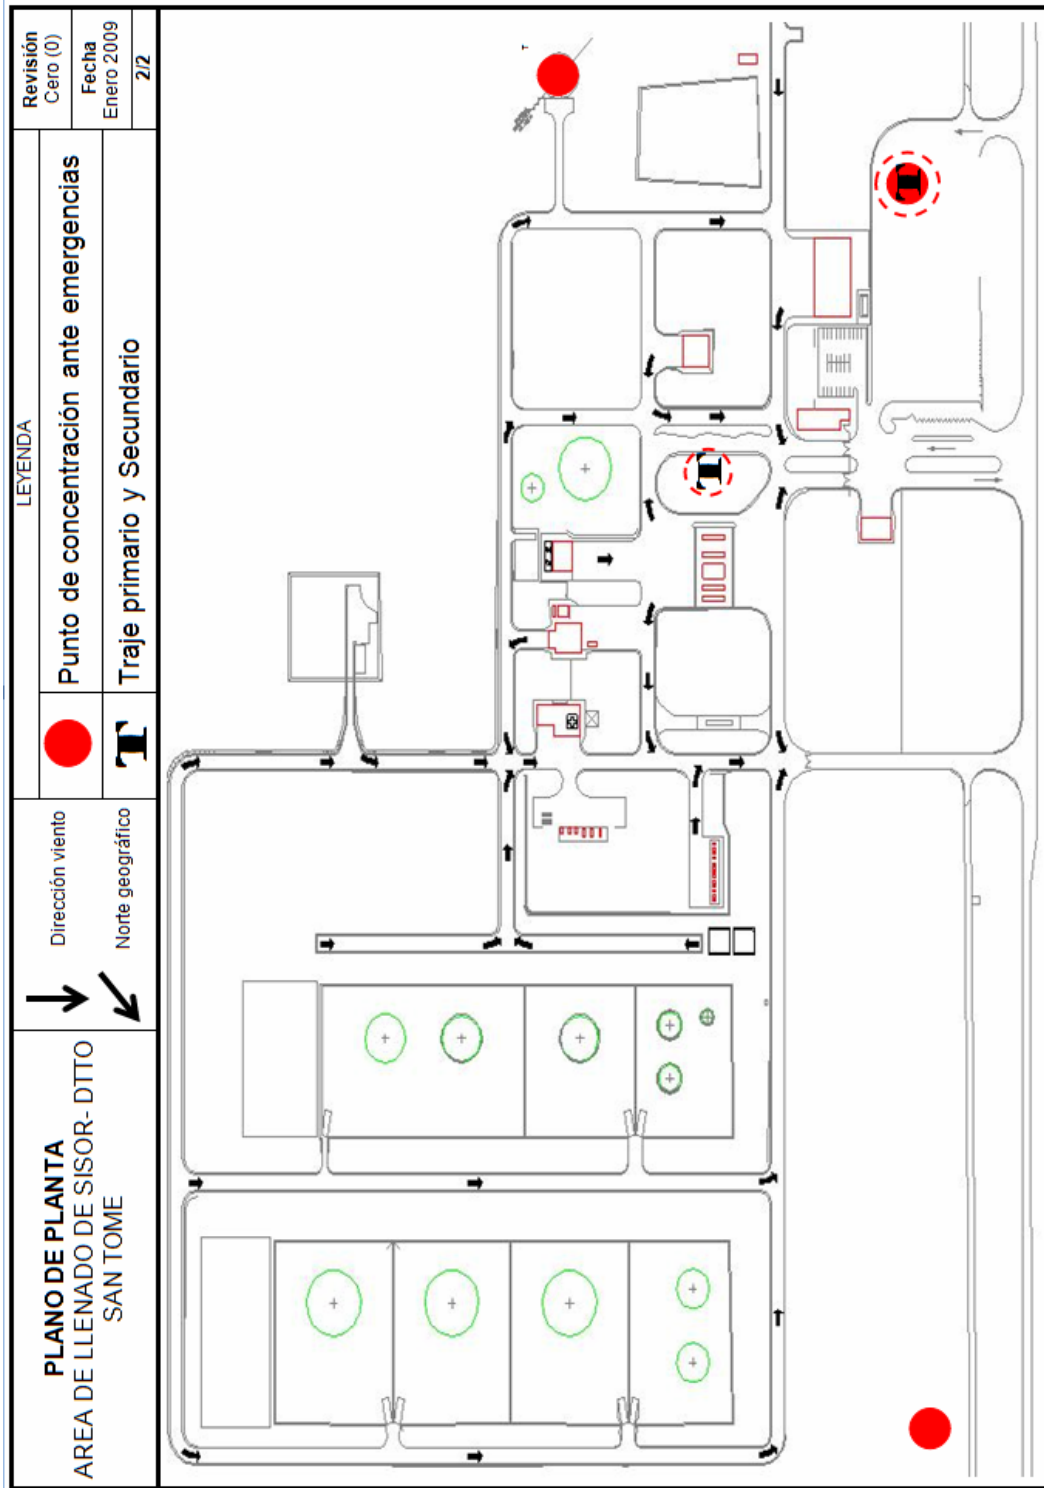 PLANO DE PLANTA
AREA DE LLENADO DE SISOR- DTTO
SAN TOME
Dirección viento
Norte geográfico
LEYENDA
Punto de concentración ante emergencias
T
Traje primario y Secundario
Revisión
Cero (0)
Fecha
Enero 2009
2/2
T
T
T